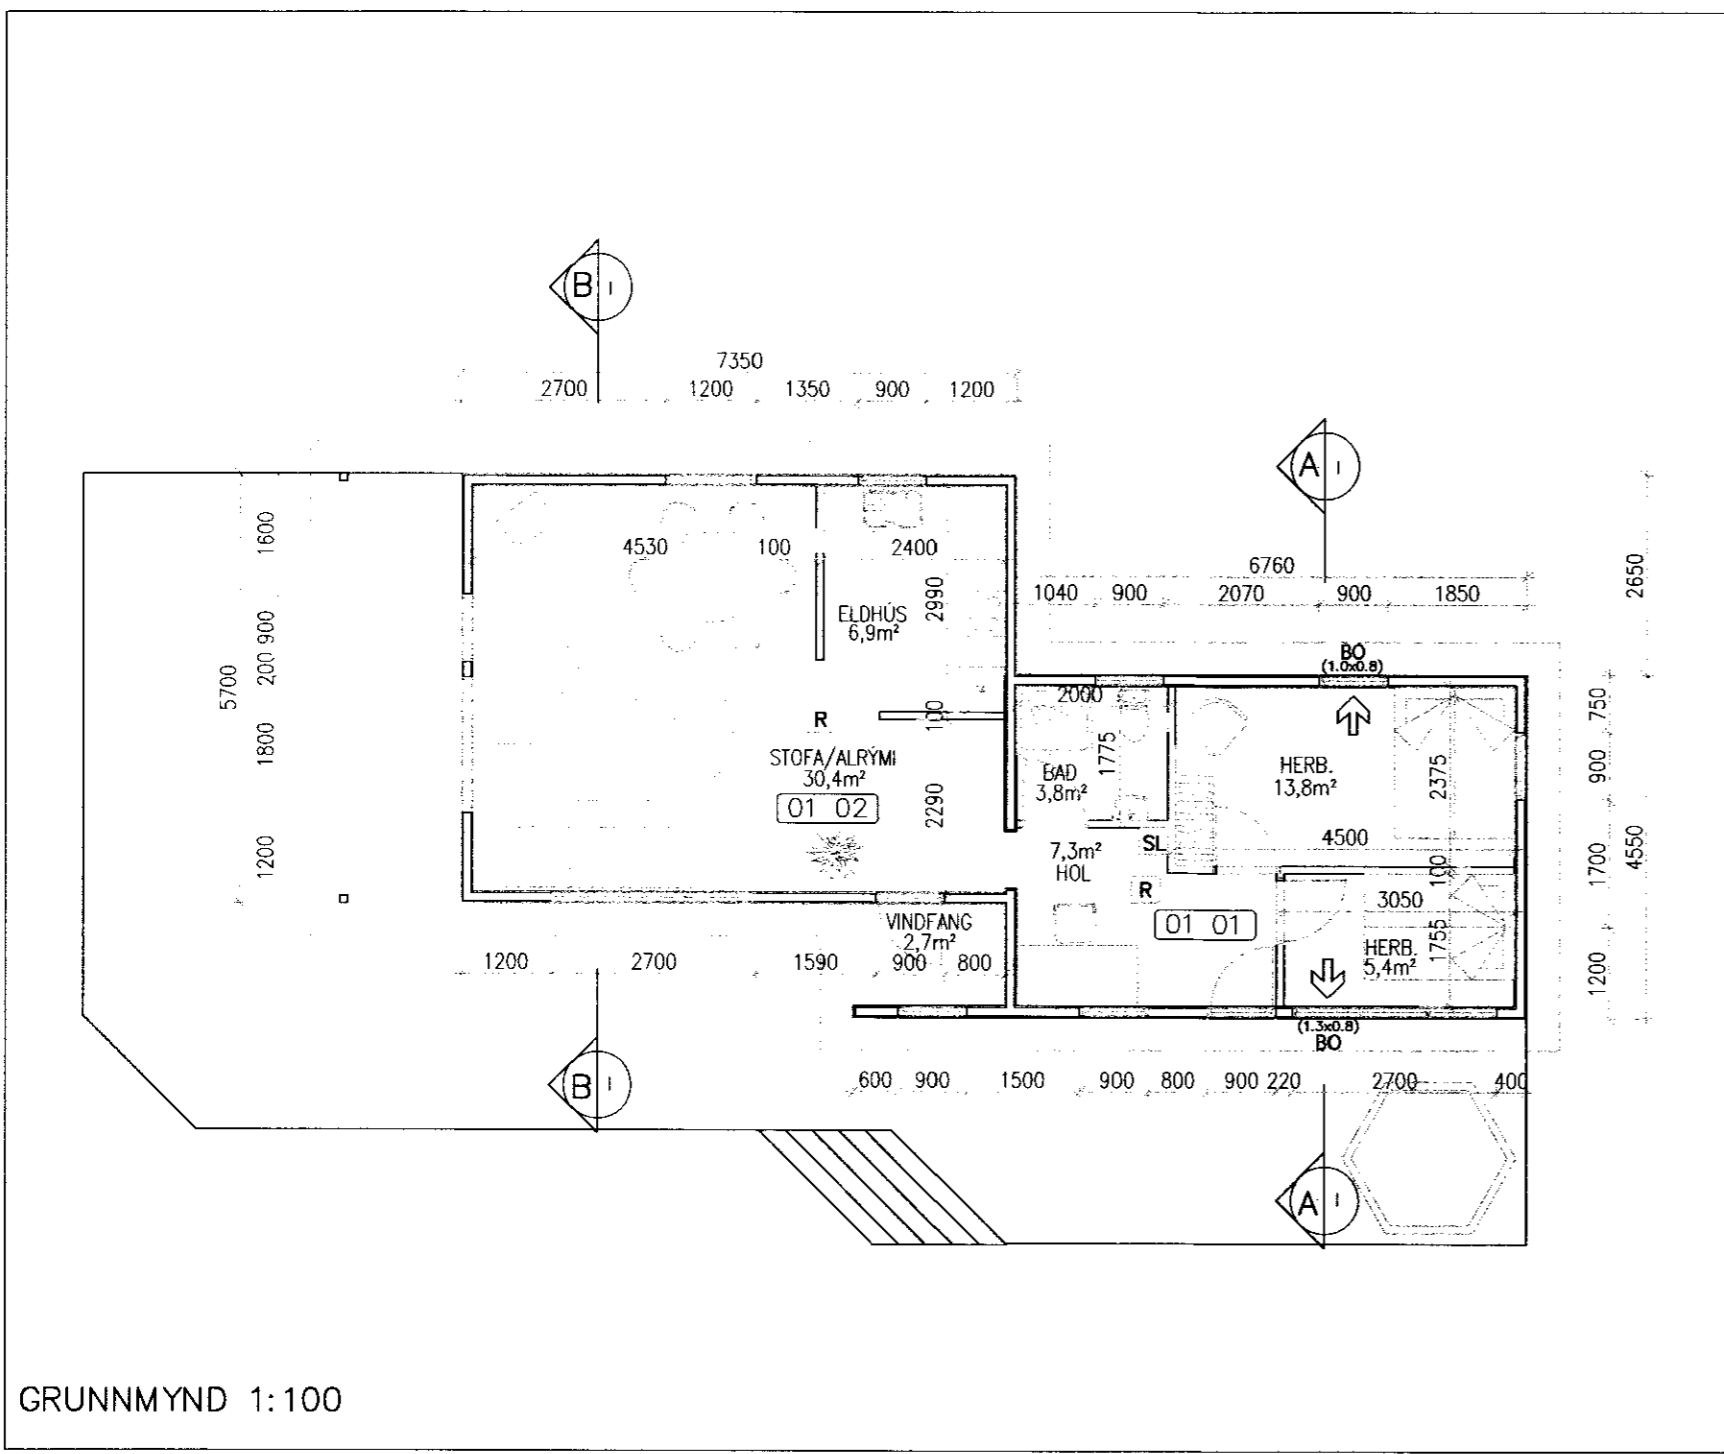 B I
7350
2700 1200 1350 900 1200
A I
6760
1040 900 2070 900 1850
2650
1600
900
200
5700
1800
1200
4530 100 2400
2990
ELDHÚS
6,9m²
BO
(1.0x0.8)
2000
R
100
STOFA/ALRÝMI
30,4m²
01 02
2290
BAÐ
3,8m²
1775
HERB.
13,8m²
2375
4500
750
900
1700
4550
1200
SL
7,3m²
HOL
R
01 01
100
3050
1755
HERB.
5,4m²
VINDFANG
2,7m²
1200 2700 1590 900 800
(1.3x0.8)
BO
600 900 1500 900 800 900 220 2700 400
B I
A I
GRUNNMYND 1:100